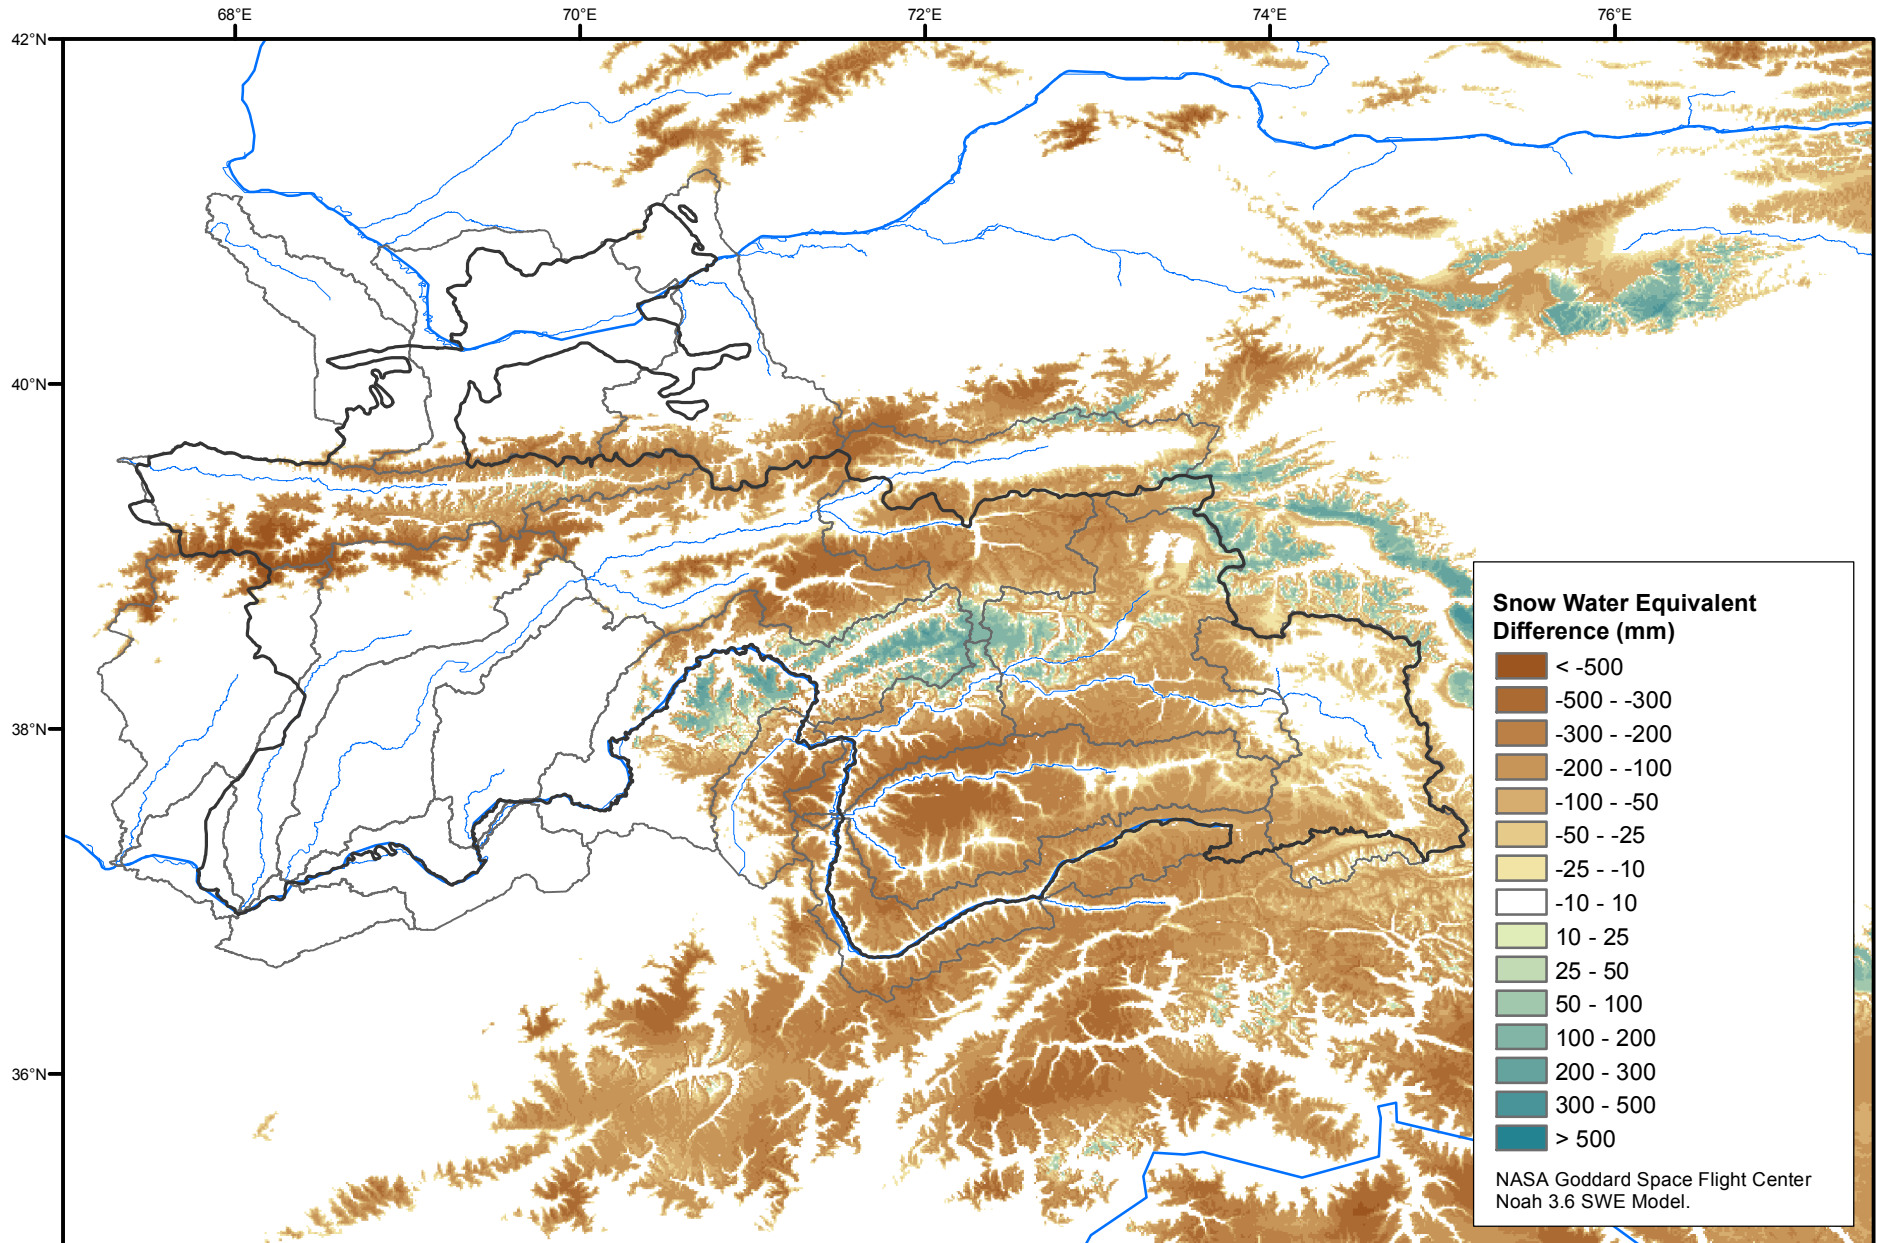 68°E 70°E 72°E 74°E 76°E
42°N
40°N
38°N
36°N
Snow Water Equivalent
Difference (mm)
< -500
-500 - -300
-300 - -200
-200 - -100
-100 - -50
-50 - -25
-25 - -10
-10 - 10
10 - 25
25 - 50
50 - 100
100 - 200
200 - 300
300 - 500
> 500
NASA Goddard Space Flight Center
Noah 3.6 SWE Model.